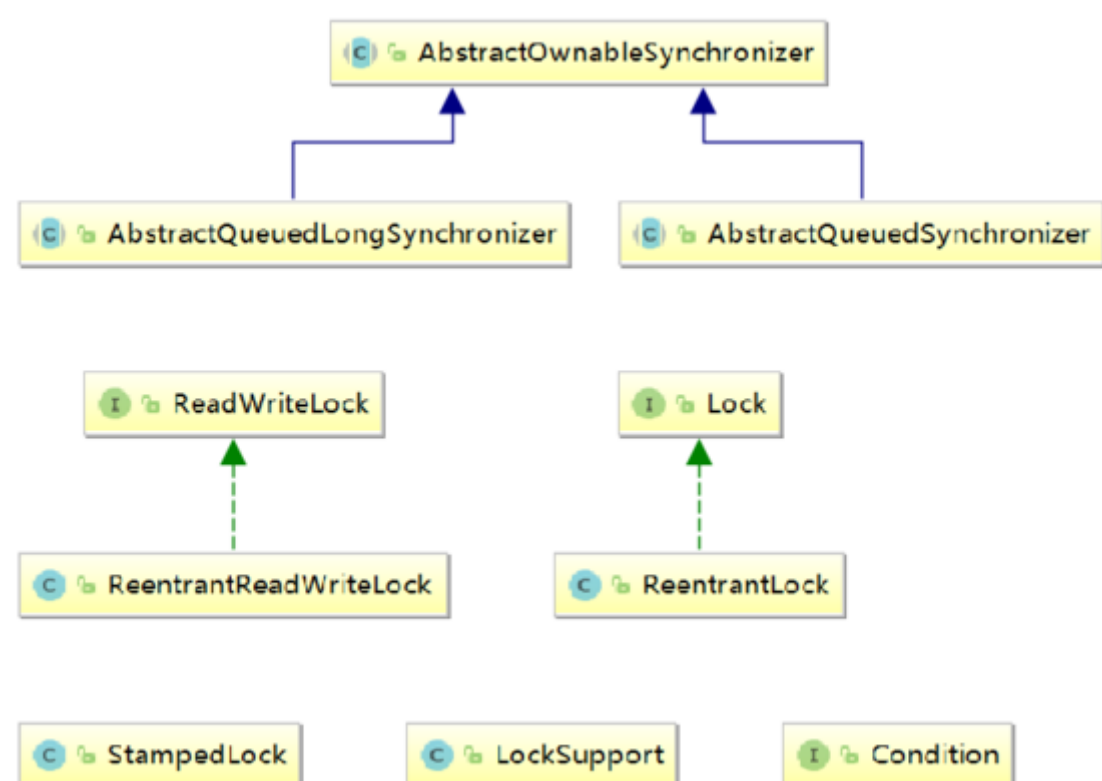 C AbstractOwnableSynchronizer
C AbstractQueuedLongSynchronizer
C AbstractQueuedSynchronizer
I ReadWriteLock
I Lock
C ReentrantReadWriteLock
C ReentrantLock
C StampedLock
C LockSupport
I Condition